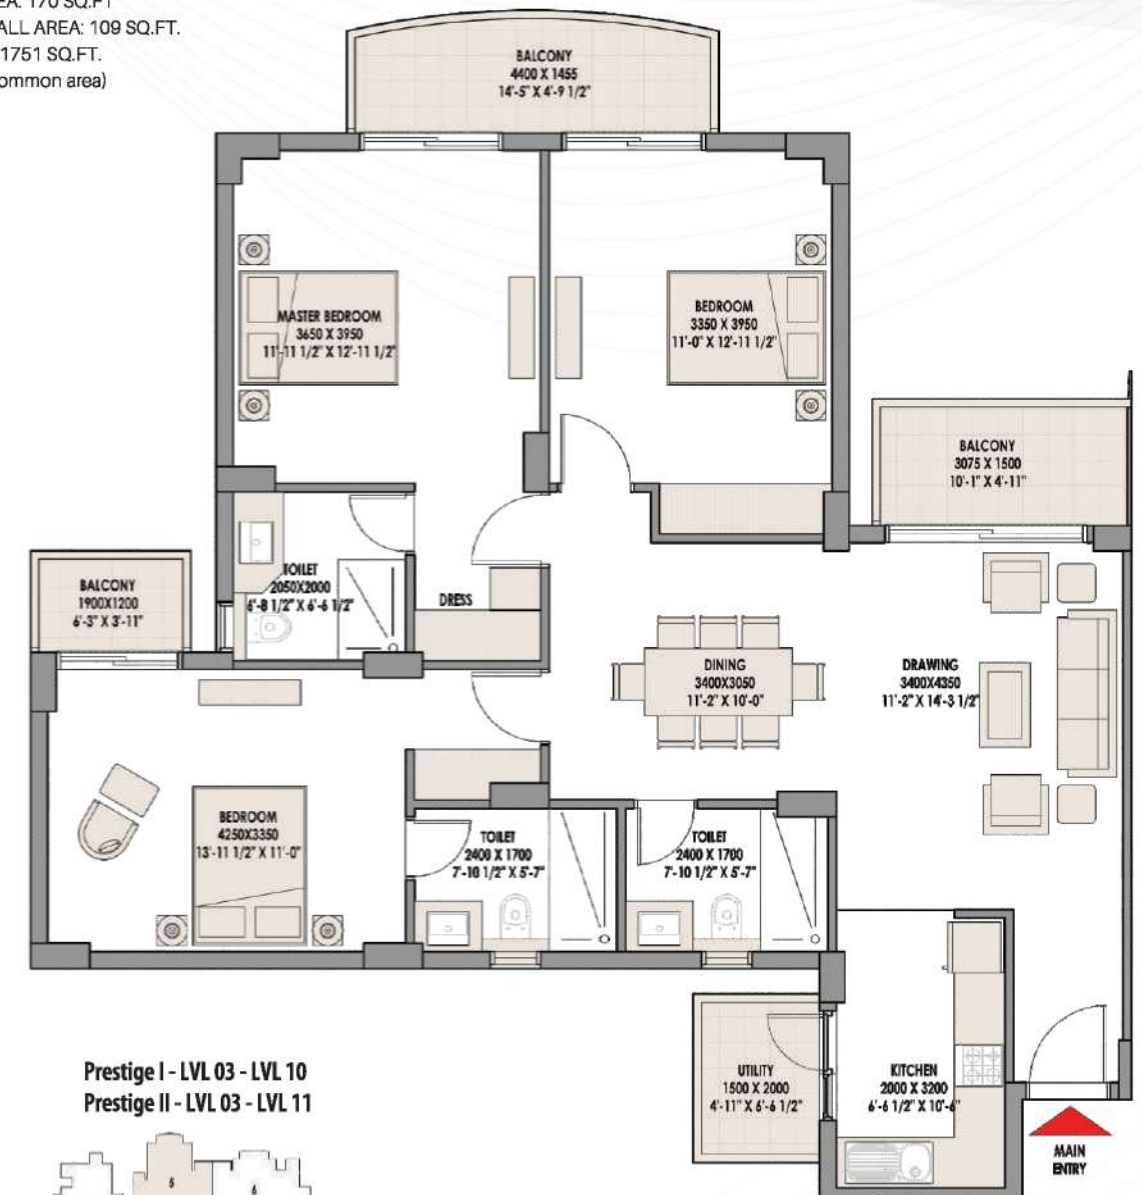 EA: 170 SQ.FT
ALL AREA: 109 SQ.FT.
1751 SQ.FT.
ommon area)
BALCONY
4400 X 1455
14'-5" X 4'-9 1/2"
MASTER BEDROOM
3650 X 3950
11'-11 1/2" X 12'-11 1/2"
BEDROOM
3350 X 3950
11'-0" X 12'-11 1/2"
BALCONY
3075 X 1500
10'-1" X 4'-11"
BALCONY
1900X1200
6'-3" X 3'-11"
TOILET
2050X2000
6'-8 1/2" X 6'-6 1/2"
DRESS
DINING
3400X3050
11'-2" X 10'-0"
DRAWING
3400X4350
11'-2" X 14'-3 1/2"
BEDROOM
4250X3350
13'-11 1/2" X 11'-0"
TOILET
2400 X 1700
7'-10 1/2" X 5'-7"
TOILET
2400 X 1700
7'-10 1/2" X 5'-7"
UTILITY
1500 X 2000
4'-11" X 6'-6 1/2"
KITCHEN
2000 X 3200
6'-6 1/2" X 10'-6"
MAIN
ENTRY
Prestige I - LVL 03 - LVL 10
Prestige II - LVL 03 - LVL 11
5
6